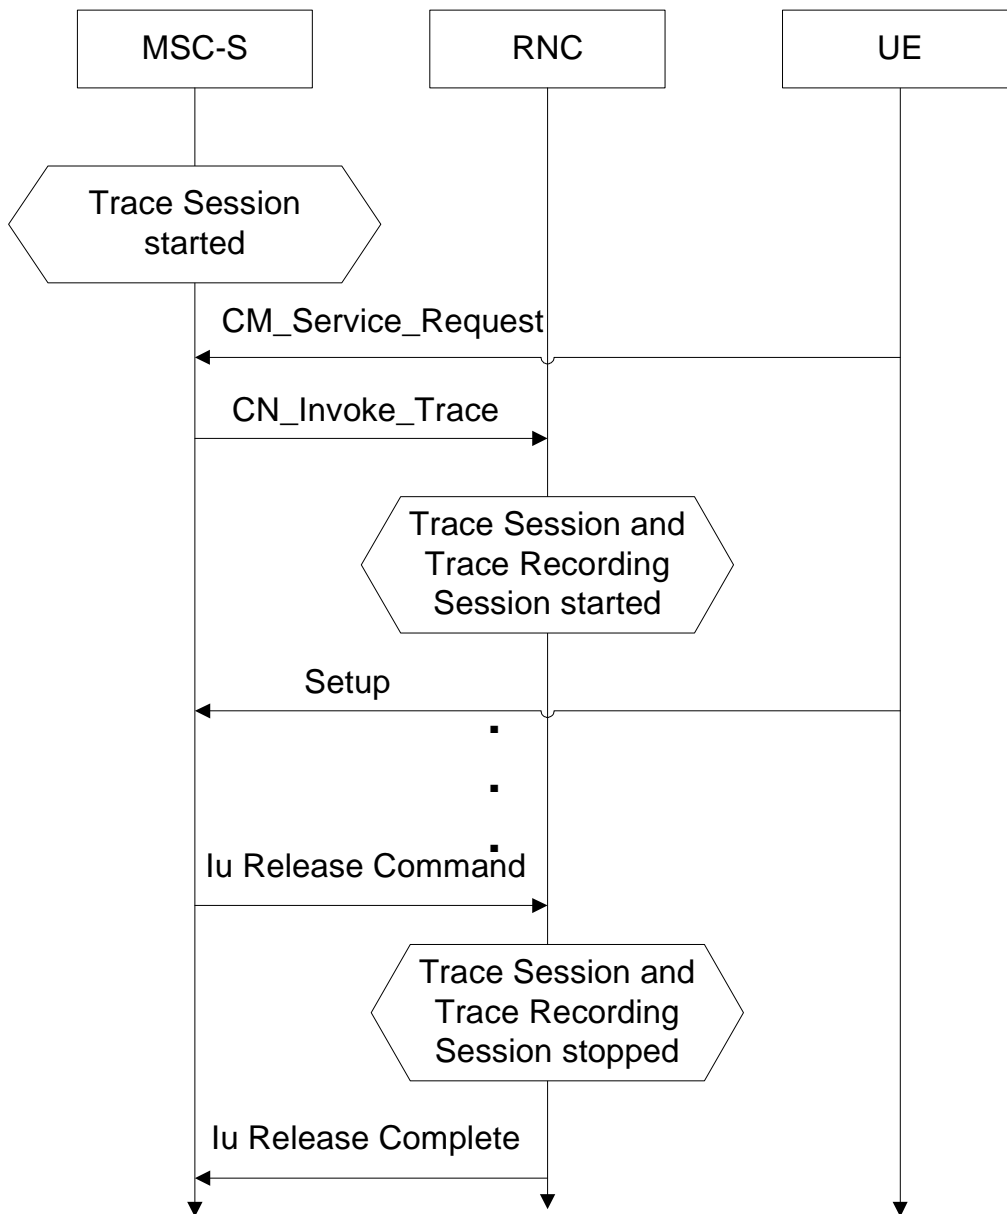 MSC-S
RNC
UE
Trace Session
started
CM_Service_Request
CN_Invoke_Trace
Trace Session and
Trace Recording
Session started
Setup
Iu Release Command
Trace Session and
Trace Recording
Session stopped
Iu Release Complete